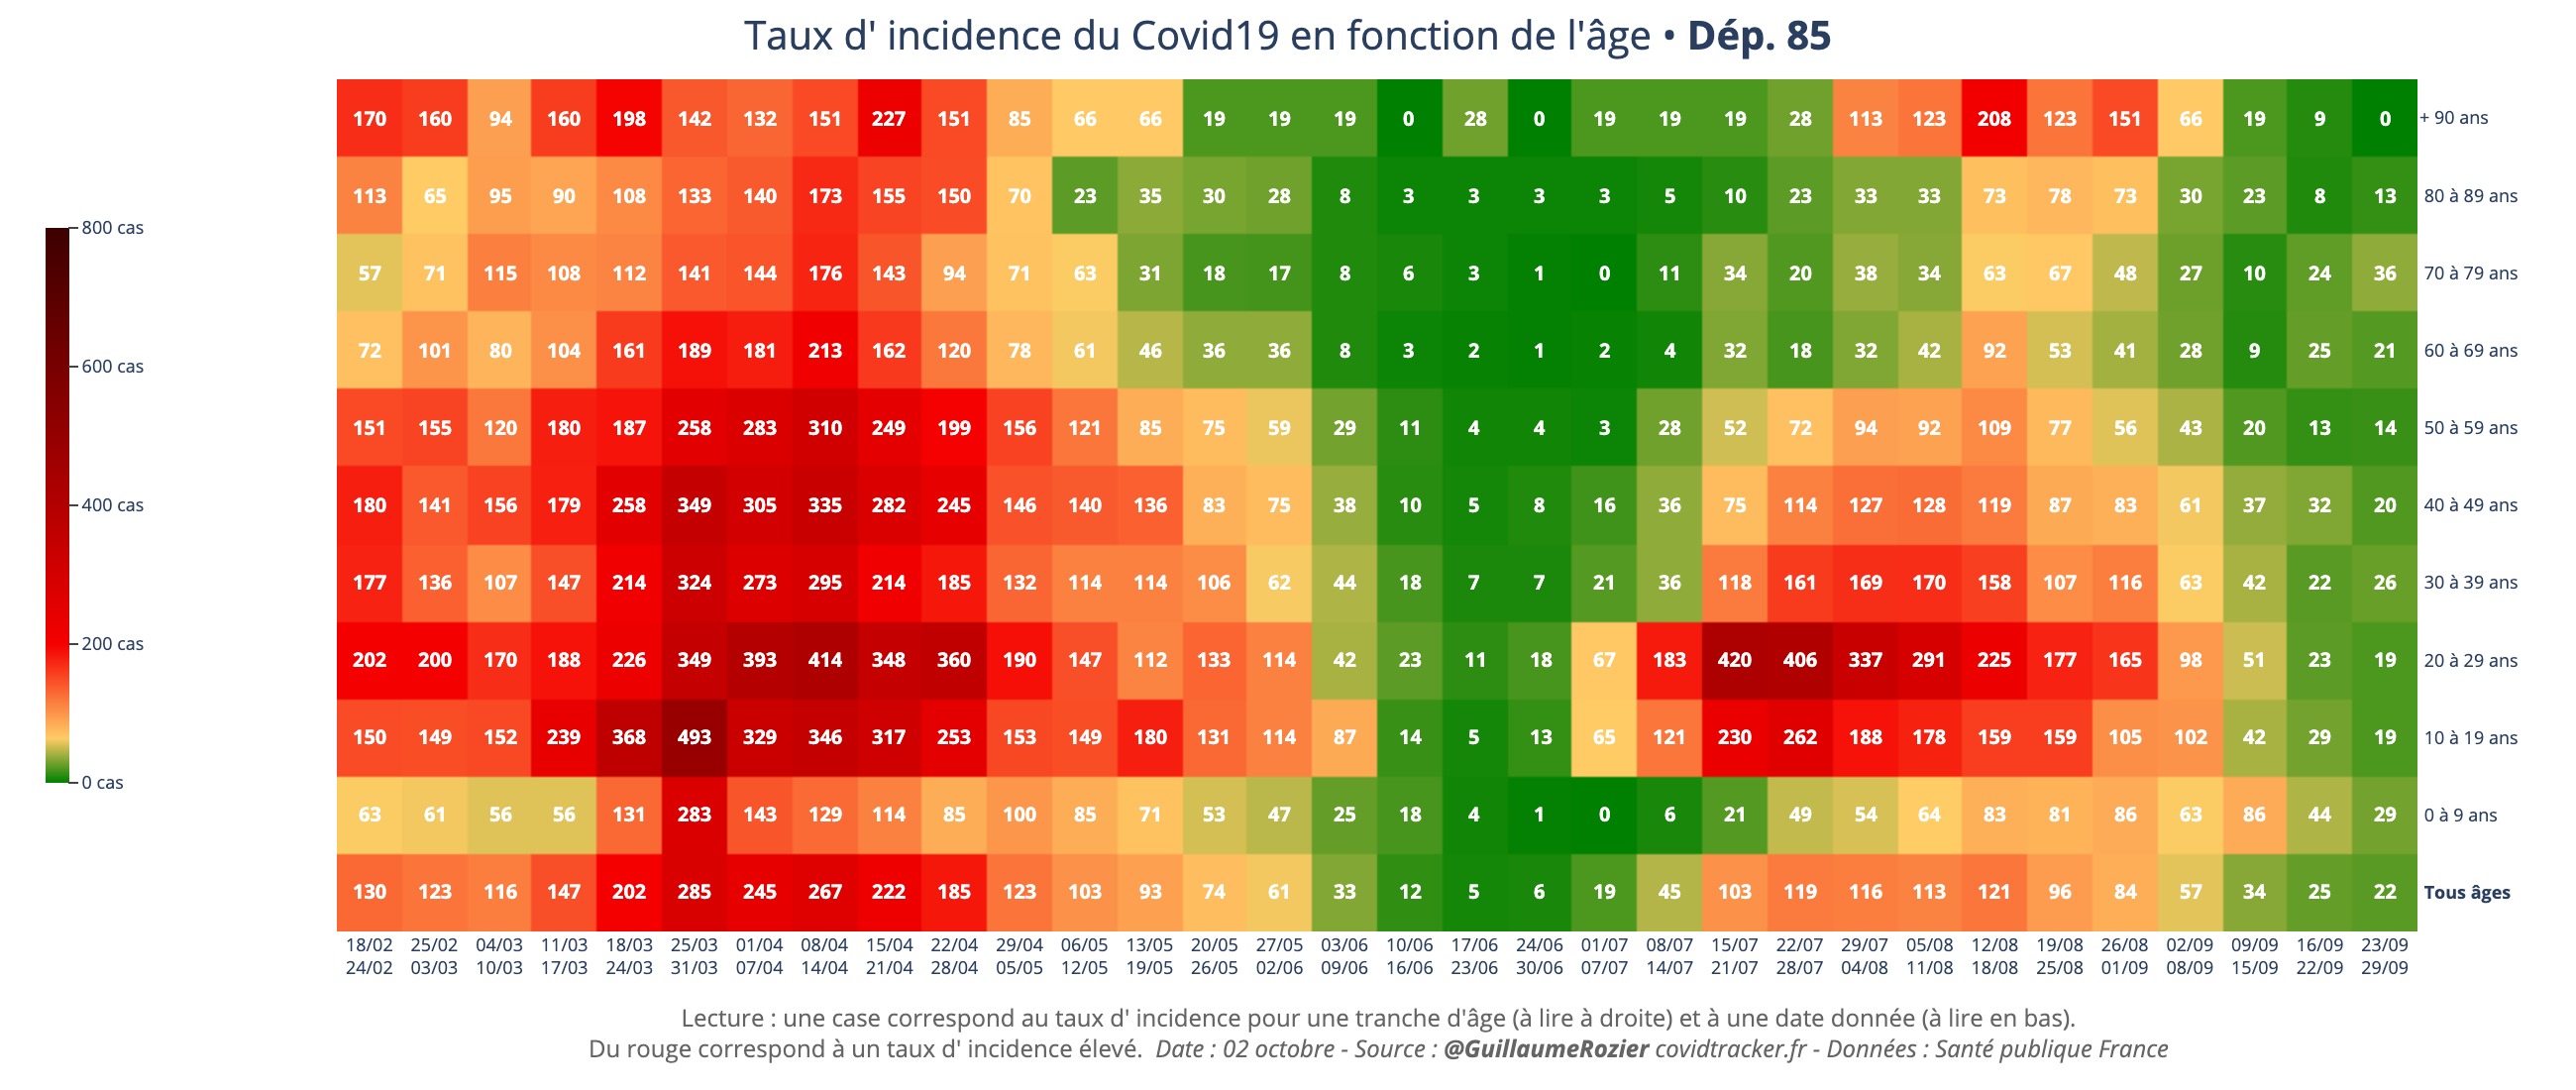 Taux d' incidence du Covid19 en fonction de l'âge • Dép. 85
800 cas
600 cas
400 cas
200 cas
0 cas
170 160 94 160 198 142 132 151 227 151 85 66 66 19 19 19 0 28 0 19 19 19 28 113 123 208 123 151 66 19 9 0 + 90 ans
113 65 95 90 108 133 140 173 155 150 70 23 35 30 28 8 3 3 3 3 5 10 23 33 33 73 78 73 30 23 8 13 80 à 89 ans
57 71 115 108 112 141 144 176 143 94 71 63 31 18 17 8 6 3 1 0 11 34 20 38 34 63 67 48 27 10 24 36 70 à 79 ans
72 101 80 104 161 189 181 213 162 120 78 61 46 36 36 8 3 2 1 2 4 32 18 32 42 92 53 41 28 9 25 21 60 à 69 ans
151 155 120 180 187 258 283 310 249 199 156 121 85 75 59 29 11 4 4 3 28 52 72 94 92 109 77 56 43 20 13 14 50 à 59 ans
180 141 156 179 258 349 305 335 282 245 146 140 136 83 75 38 10 5 8 16 36 75 114 127 128 119 87 83 61 37 32 20 40 à 49 ans
177 136 107 147 214 324 273 295 214 185 132 114 114 106 62 44 18 7 7 21 36 118 161 169 170 158 107 116 63 42 22 26 30 à 39 ans
202 200 170 188 226 349 393 414 348 360 190 147 112 133 114 42 23 11 18 67 183 420 406 337 291 225 177 165 98 51 23 19 20 à 29 ans
150 149 152 239 368 493 329 346 317 253 153 149 180 131 114 87 14 5 13 65 121 230 262 188 178 159 159 105 102 42 29 19 10 à 19 ans
63 61 56 56 131 283 143 129 114 85 100 85 71 53 47 25 18 4 1 0 6 21 49 54 64 83 81 86 63 86 44 29 0 à 9 ans
130 123 116 147 202 285 245 267 222 185 123 103 93 74 61 33 12 5 6 19 45 103 119 116 113 121 96 84 57 34 25 22 Tous âges
18/02 25/02 04/03 11/03 18/03 25/03 01/04 08/04 15/04 22/04 29/04 06/05 13/05 20/05 27/05 03/06 10/06 17/06 24/06 01/07 08/07 15/07 22/07 29/07 05/08 12/08 19/08 26/08 02/09 09/09 16/09 23/09
24/02 03/03 10/03 17/03 24/03 31/03 07/04 14/04 21/04 28/04 05/05 12/05 19/05 26/05 02/06 09/06 16/06 23/06 30/06 07/07 14/07 21/07 28/07 04/08 11/08 18/08 25/08 01/09 08/09 15/09 22/09 29/09
Lecture : une case correspond au taux d' incidence pour une tranche d'âge (à lire à droite) et à une date donnée (à lire en bas).
Du rouge correspond à un taux d' incidence élevé. Date : 02 octobre - Source : @GuillaumeRozier covidtracker.fr - Données : Santé publique France